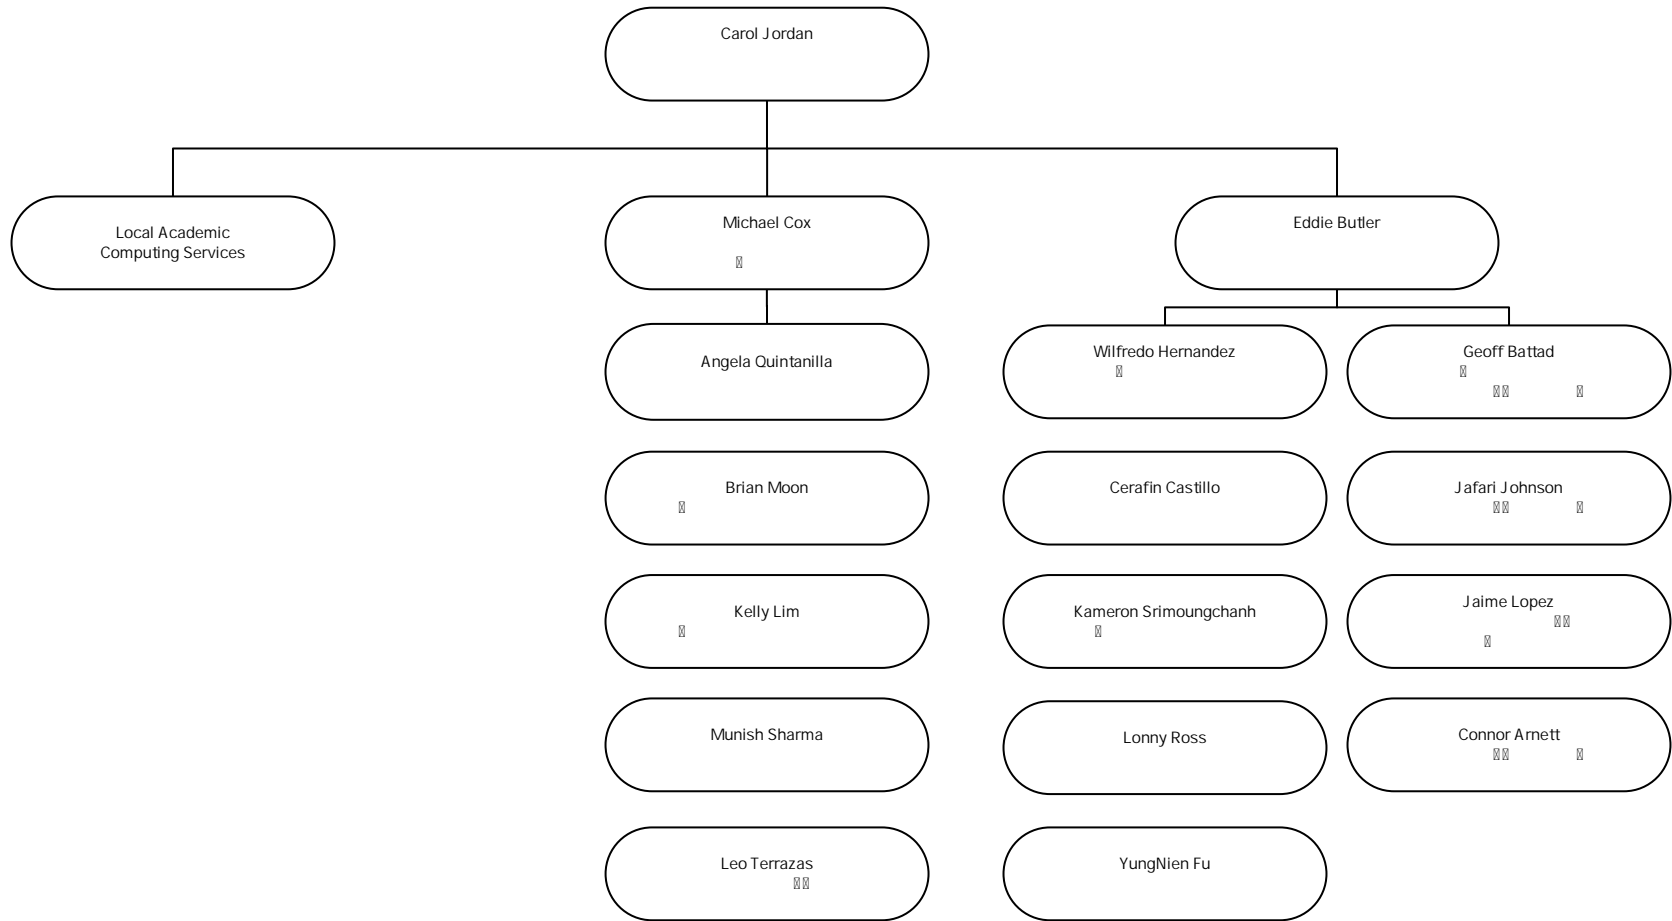 Carol Jordan
Local Academic
Computing Services
Michael Cox
Eddie Butler
Angela Quintanilla
Wilfredo Hernandez
Geoff Battad
Brian Moon
Cerafin Castillo
Jafari Johnson
Kelly Lim
Kameron Srimoungchanh
Jaime Lopez
Munish Sharma
Lonny Ross
Connor Arnett
Leo Terrazas
YungNien Fu